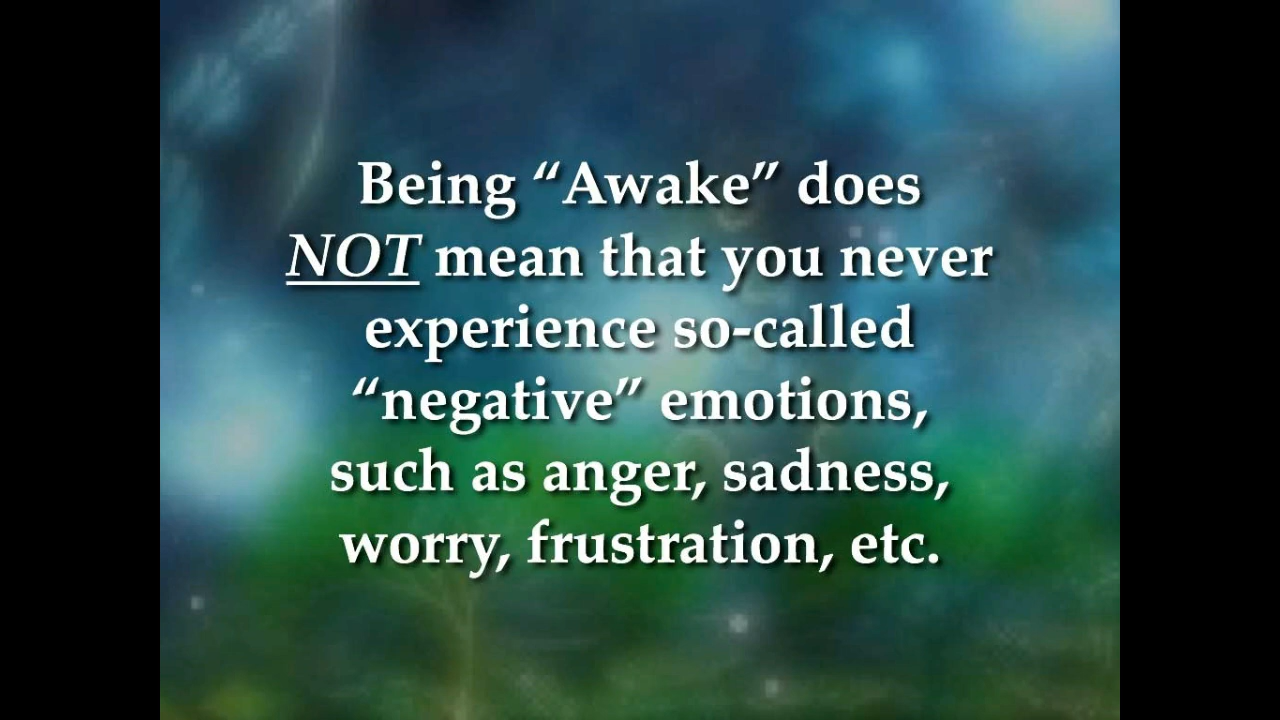 Being “Awake” does
NOT mean that you never
experience so-called
“negative” emotions,
such as anger, sadness,
worry, frustration, etc.